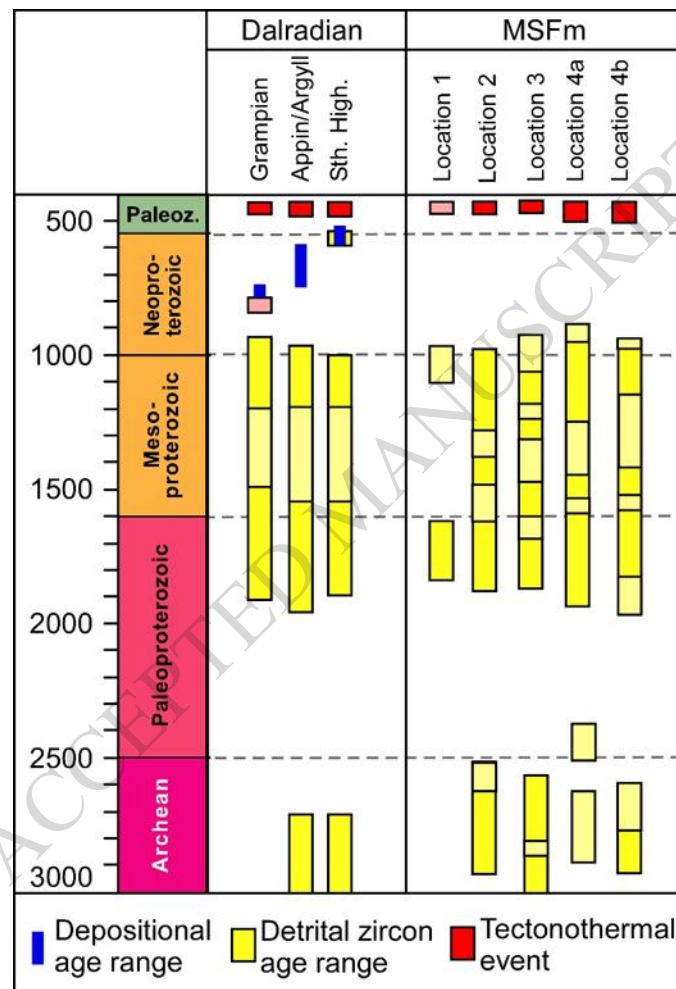 Dalradian
MSFm
Grampian
Appin/Argyll
Sth. High.
Location 1
Location 2
Location 3
Location 4a
Location 4b
500
1000
1500
2000
2500
3000
Paleoz.
Neopro-
terozoic
Meso-
proterozoic
Paleoproterozoic
Archean
ACCEPTED MANUSCRIPT
Depositional
age range
Detrital zircon
age range
Tectonothermal
event